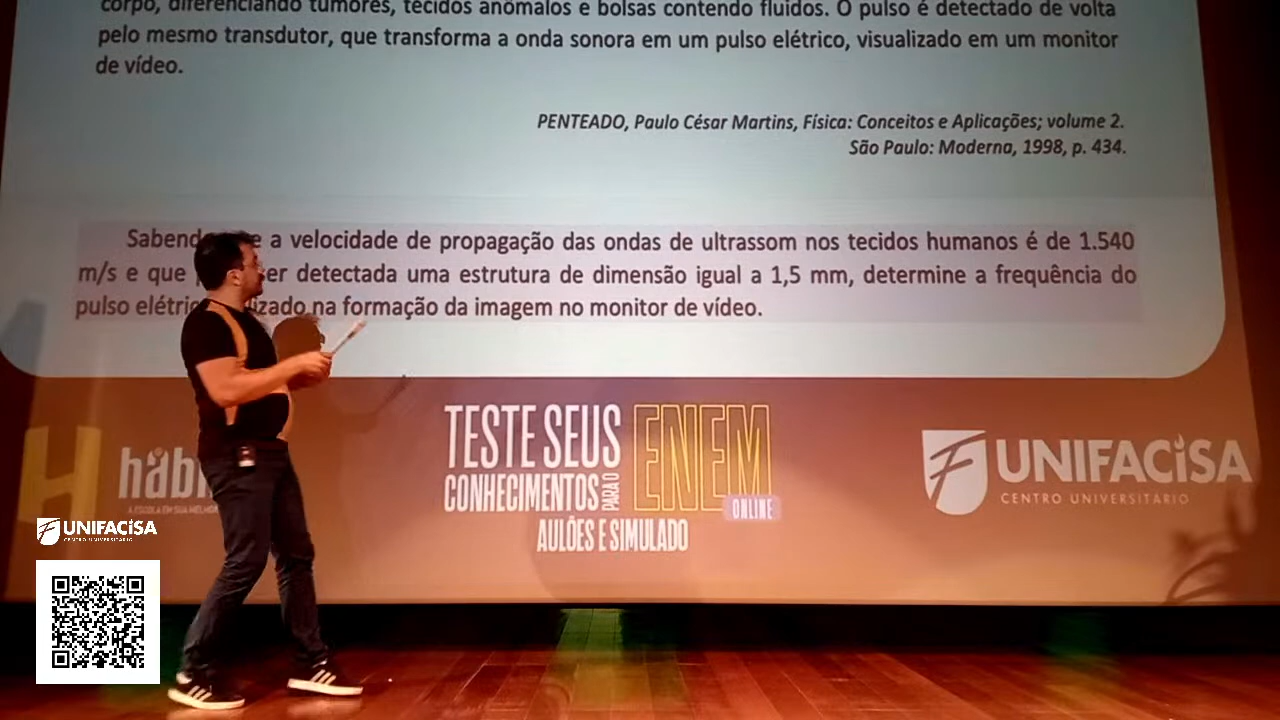 corpo, diferenciando tumores, tecidos anômalos e bolsas contendo fluidos. O pulso é detectado de volta
pelo mesmo transdutor, que transforma a onda sonora em um pulso elétrico, visualizado em um monitor
de vídeo.
PENTEADO, Paulo César Martins, Física: Conceitos e Aplicações; volume 2.
São Paulo: Moderna, 1998, p. 434.
a velocidade de propagação das ondas de ultrassom nos tecidos humanos é de 1.540
m/s e que ser detectada uma estrutura de dimensão igual a 1,5 mm, determine a frequência do
pulso na formação da imagem no monitor de vídeo.
TESTE SEUS
CONHECIMENTOS PARA O
ENEM
ONLINE
AULÕES E SIMULADO
UNIFACISA
CENTRO UNIVERSITÁRIO
UNIFACISA
CENTRO UNIVERSITÁRIO